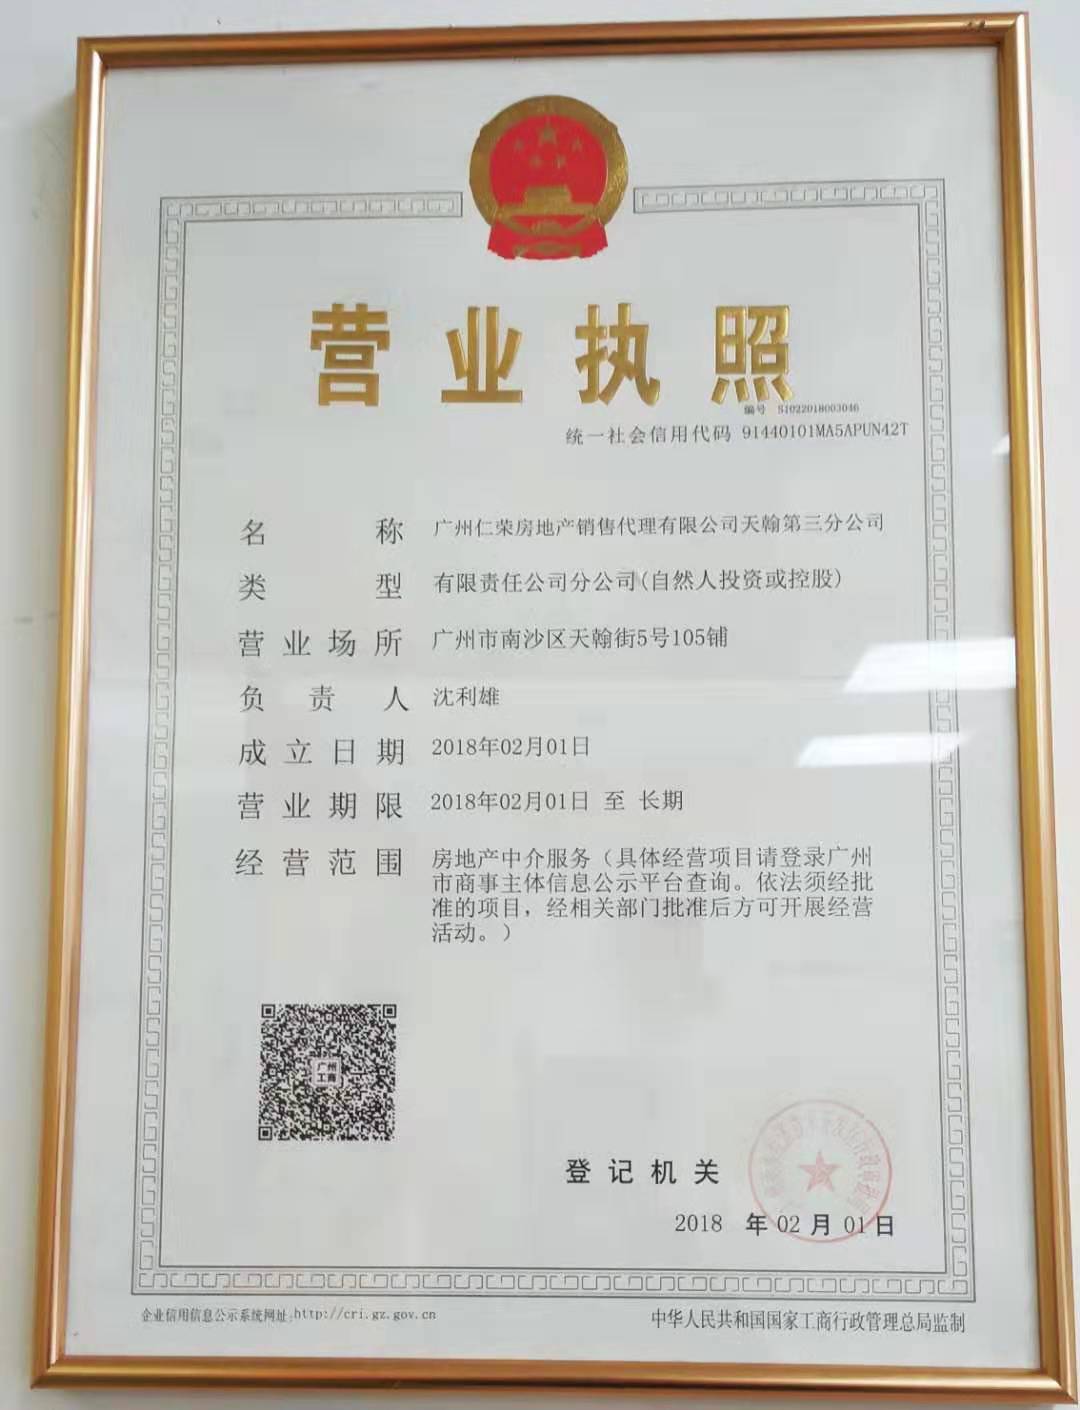 营业执照
编号 S1022018003046
统一社会信用代码 91440101MA5APUN42T
名称 广州仁荣房地产销售代理有限公司天翰第三分公司
类型 有限责任公司分公司(自然人投资或控股)
营业场所 广州市南沙区天翰街5号105铺
负责人 沈利雄
成立日期 2018年02月01日
营业期限 2018年02月01日 至 长期
经营范围 房地产中介服务（具体经营项目请登录广州
市商事主体信息公示平台查询。依法须经批
准的项目，经相关部门批准后方可开展经营
活动。）
广州
工商
登记机关
2018 年 02 月 01 日
企业信用信息公示系统网址:http://cri.gz.gov.cn
中华人民共和国国家工商行政管理总局监制